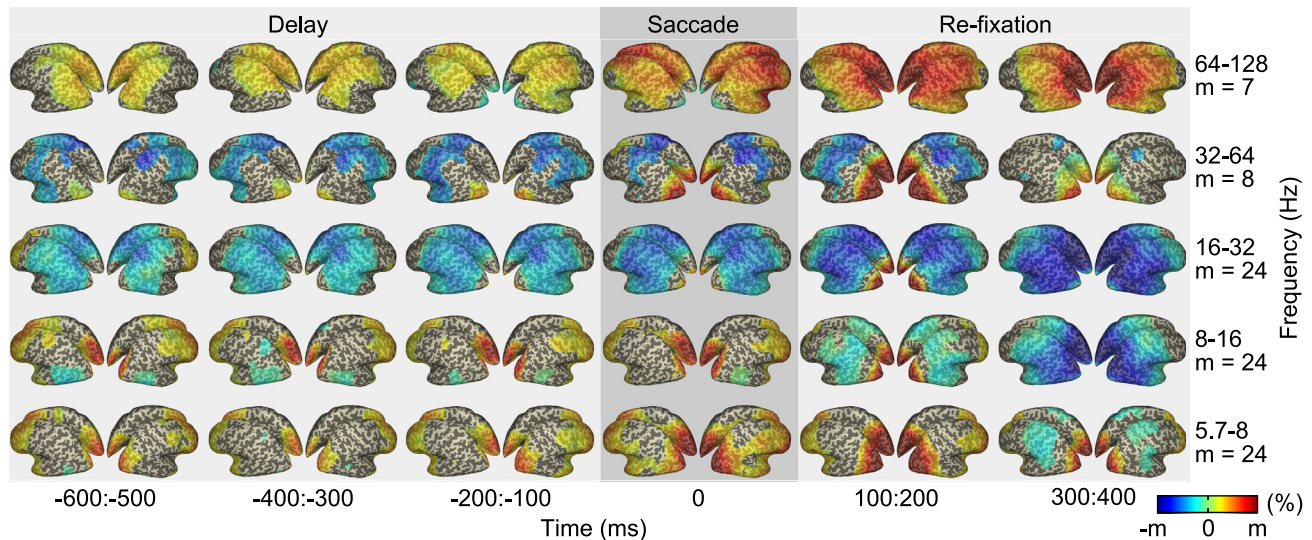 Delay Saccade Re-fixation
64-128
m = 7
32-64
m = 8
16-32
m = 24
8-16
m = 24
5.7-8
m = 24
Frequency (Hz)
-600:-500 -400:-300 -200:-100 0 100:200 300:400
Time (ms)
(%)
-m 0 m